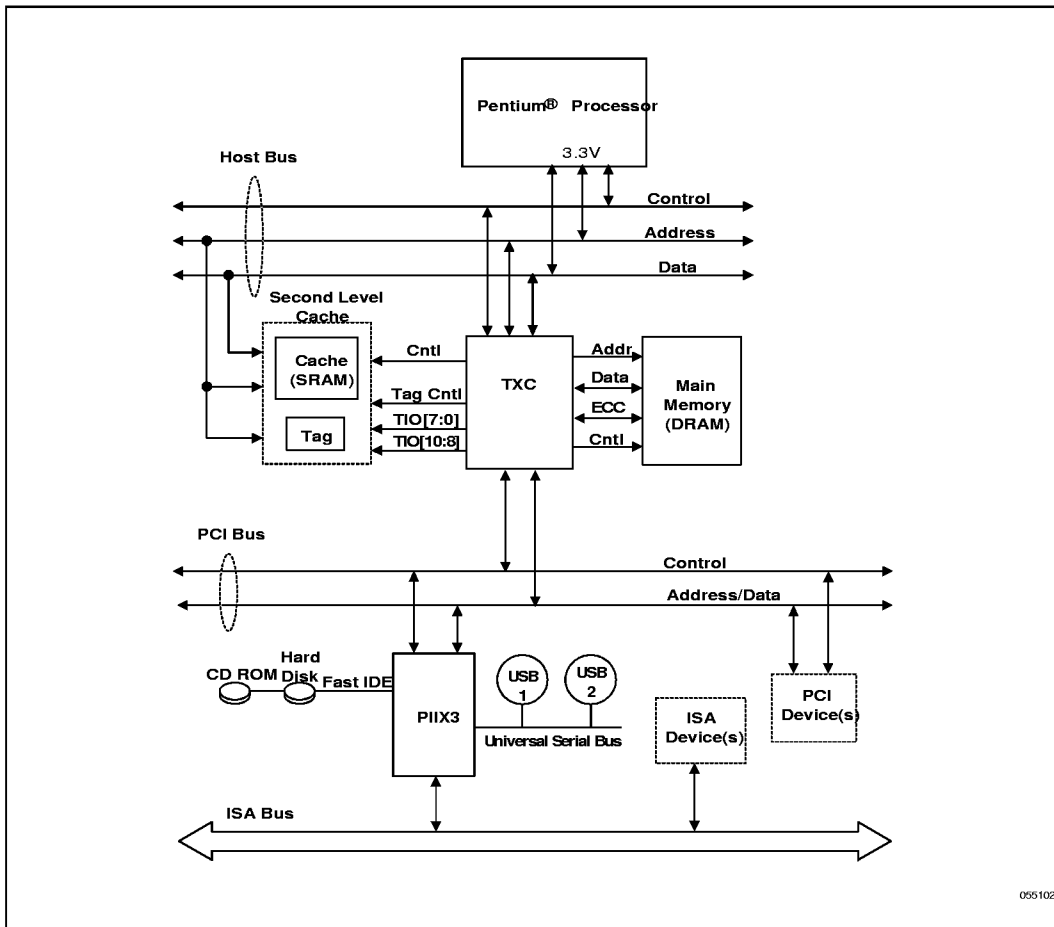 Pentium® Processor
3.3V
Host Bus
Control
Address
Data
Second Level
Cache
Cache
(SRAM)
Tag
Cntl
Tag Cntl
TIO[7:0]
TIO[10:8]
TXC
Addr
Data
ECC
Cntl
Main
Memory
(DRAM)
PCI Bus
Control
Address/Data
CD ROM
Hard
Disk
Fast IDE
PIIX3
USB
1
USB
2
Universal Serial Bus
ISA
Device(s)
PCI
Device(s)
ISA Bus
055102